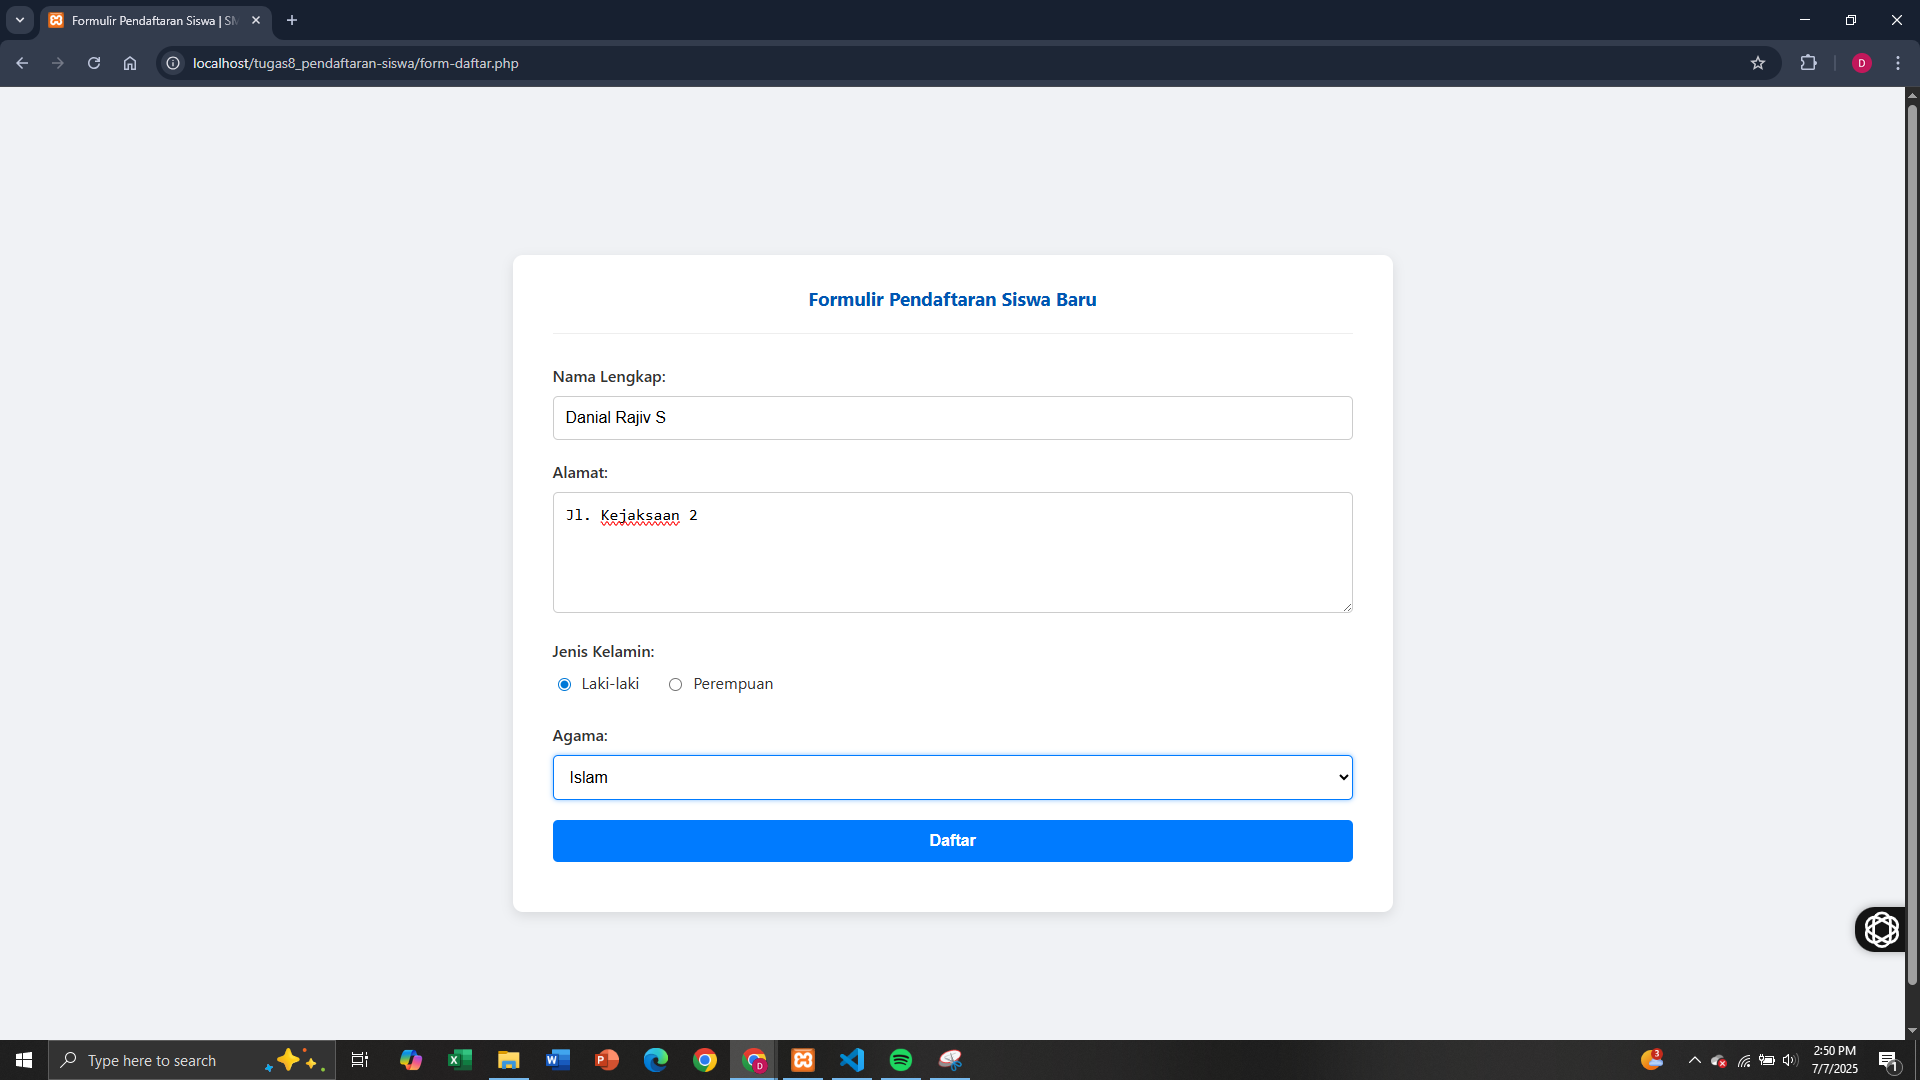 Formulir Pendaftaran Siswa | SM
localhost/tugas8_pendaftaran-siswa/form-daftar.php
D
Formulir Pendaftaran Siswa Baru
Nama Lengkap:
Danial Rajiv S
Alamat:
Jl. Kejaksaan 2
Jenis Kelamin:
Laki-laki
Perempuan
Agama:
Islam
Daftar
Type here to search
D
3
2:50 PM
7/7/2025
1